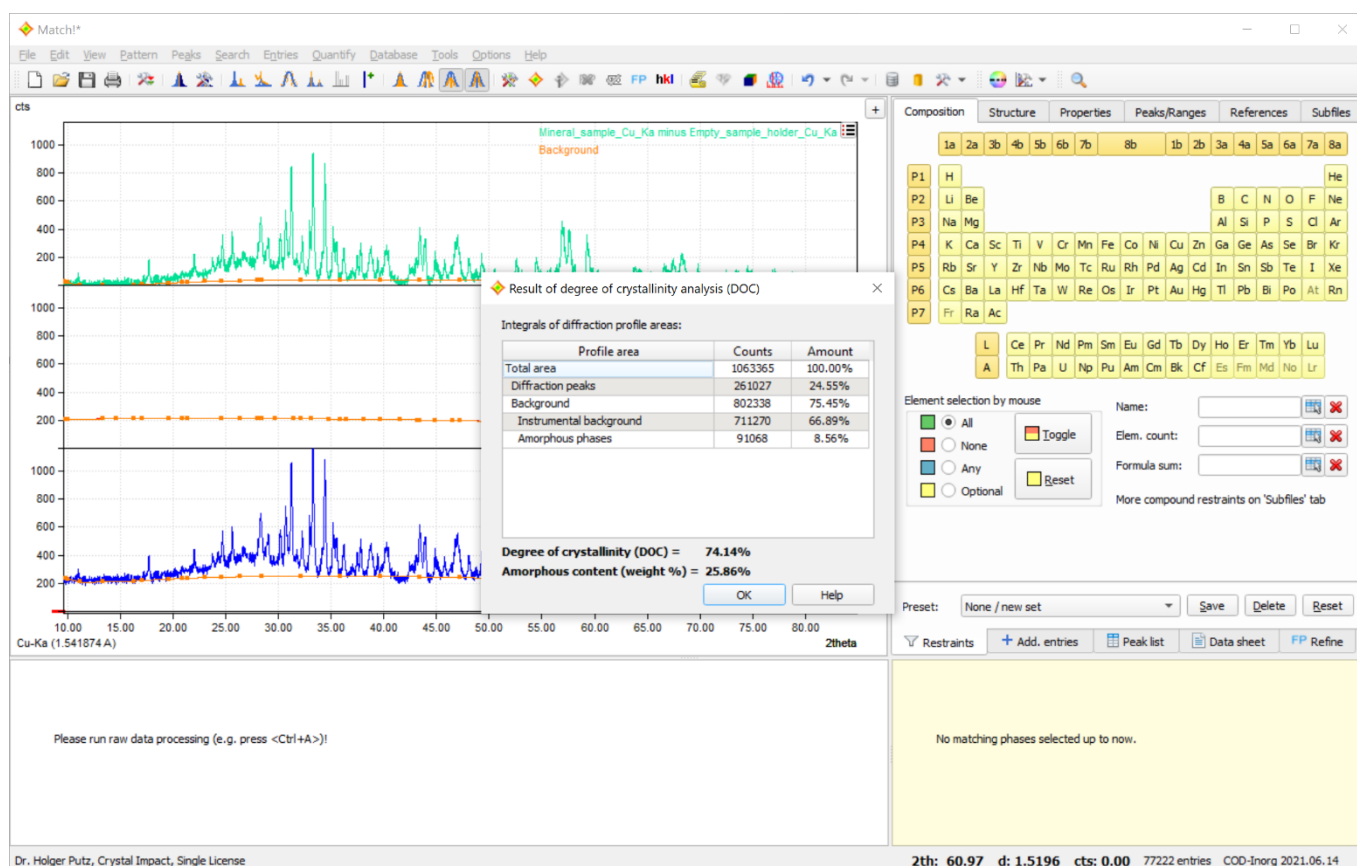 Match!*
File Edit View Pattern Peaks Search Entries Quantify Database Tools Options Help
FP hkl
cts
+
Mineral_sample_Cu_Ka minus Empty_sample_holder_Cu_Ka
Background
1000
800
600
400
200
1000
800
600
400
200
1000
800
600
400
200
10.00 15.00 20.00 25.00 30.00 35.00 40.00 45.00 50.00 55.00 60.00 65.00 70.00 75.00 80.00
Cu-Ka (1.541874 A) 2theta
Result of degree of crystallinity analysis (DOC)
Integrals of diffraction profile areas:
Profile area Counts Amount
Total area 1063365 100.00%
Diffraction peaks 261027 24.55%
Background 802338 75.45%
Instrumental background 711270 66.89%
Amorphous phases 91068 8.56%
Degree of crystallinity (DOC) = 74.14%
Amorphous content (weight %) = 25.86%
OK Help
Composition Structure Properties Peaks/Ranges References Subfiles
1a 2a 3b 4b 5b 6b 7b 8b 1b 2b 3a 4a 5a 6a 7a 8a
P1 H He
P2 Li Be B C N O F Ne
P3 Na Mg Al Si P S Cl Ar
P4 K Ca Sc Ti V Cr Mn Fe Co Ni Cu Zn Ga Ge As Se Br Kr
P5 Rb Sr Y Zr Nb Mo Tc Ru Rh Pd Ag Cd In Sn Sb Te I Xe
P6 Cs Ba La Hf Ta W Re Os Ir Pt Au Hg Tl Pb Bi Po At Rn
P7 Fr Ra Ac
L Ce Pr Nd Pm Sm Eu Gd Tb Dy Ho Er Tm Yb Lu
A Th Pa U Np Pu Am Cm Bk Cf Es Fm Md No Lr
Element selection by mouse
All
None
Any
Optional
Toggle
Reset
Name:
Elem. count:
Formula sum:
More compound restraints on 'Subfiles' tab
Preset: None / new set Save Delete Reset
Restraints Add. entries Peak list Data sheet FP Refine
Please run raw data processing (e.g. press <Ctrl+A>)!
No matching phases selected up to now.
Dr. Holger Putz, Crystal Impact, Single License
2th: 60.97 d: 1.5196 cts: 0.00 77222 entries COD-Inorg 2021.06.14